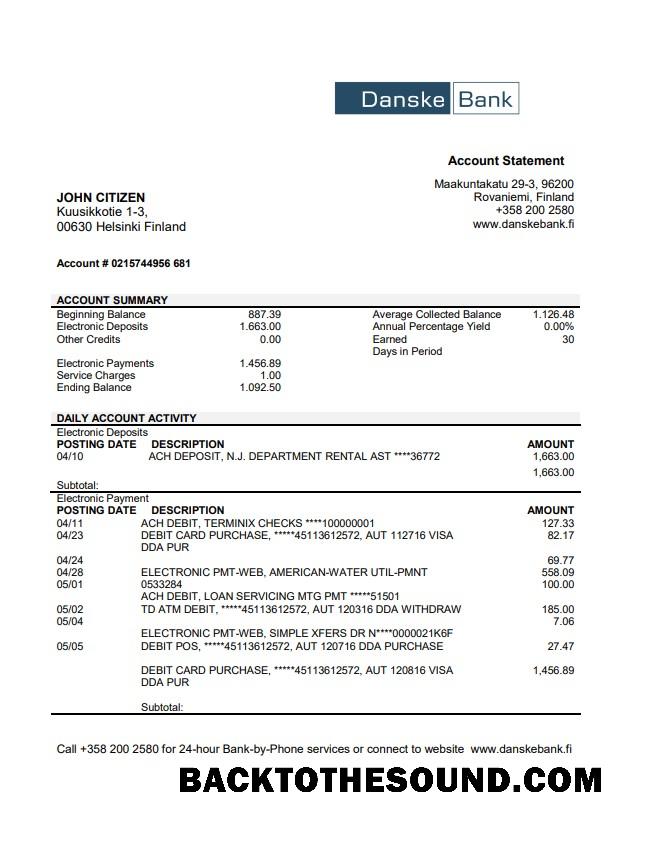 Danske Bank
Account Statement
Maakuntakatu 29-3, 96200
Rovaniemi, Finland
+358 200 2580
www.danskebank.fi
JOHN CITIZEN
Kuusikkotie 1-3,
00630 Helsinki Finland
Account # 0215744956 681
ACCOUNT SUMMARY
Beginning Balance 887.39 Average Collected Balance 1.126.48
Electronic Deposits 1.663.00 Annual Percentage Yield 0.00%
Other Credits 0.00 Earned 30
Days in Period
Electronic Payments 1.456.89
Service Charges 1.00
Ending Balance 1.092.50
DAILY ACCOUNT ACTIVITY
Electronic Deposits
POSTING DATE DESCRIPTION AMOUNT
04/10 ACH DEPOSIT, N.J. DEPARTMENT RENTAL AST ****36772 1,663.00
1,663.00
Subtotal:
Electronic Payment
POSTING DATE DESCRIPTION AMOUNT
04/11 ACH DEBIT, TERMINIX CHECKS ****100000001 127.33
04/23 DEBIT CARD PURCHASE, *****45113612572, AUT 112716 VISA 82.17
DDA PUR
04/24 69.77
04/28 ELECTRONIC PMT-WEB, AMERICAN-WATER UTIL-PMNT 558.09
05/01 0533284 100.00
ACH DEBIT, LOAN SERVICING MTG PMT *****51501
05/02 TD ATM DEBIT, *****45113612572, AUT 120316 DDA WITHDRAW 185.00
05/04 7.06
ELECTRONIC PMT-WEB, SIMPLE XFERS DR N****0000021K6F
05/05 DEBIT POS, *****45113612572, AUT 120716 DDA PURCHASE 27.47
DEBIT CARD PURCHASE, *****45113612572, AUT 120816 VISA 1,456.89
DDA PUR
Subtotal:
Call +358 200 2580 for 24-hour Bank-by-Phone services or connect to website www.danskebank.fi
BACKTOTHESOUND.COM